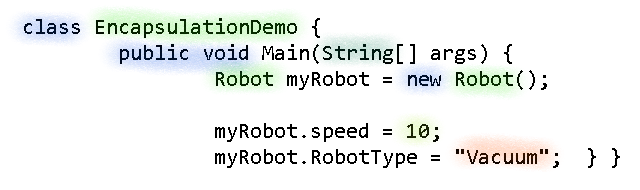 class EncapsulationDemo {
public void Main(String[] args) {
Robot myRobot = new Robot();
myRobot.speed = 10;
myRobot.RobotType = "Vacuum"; } }